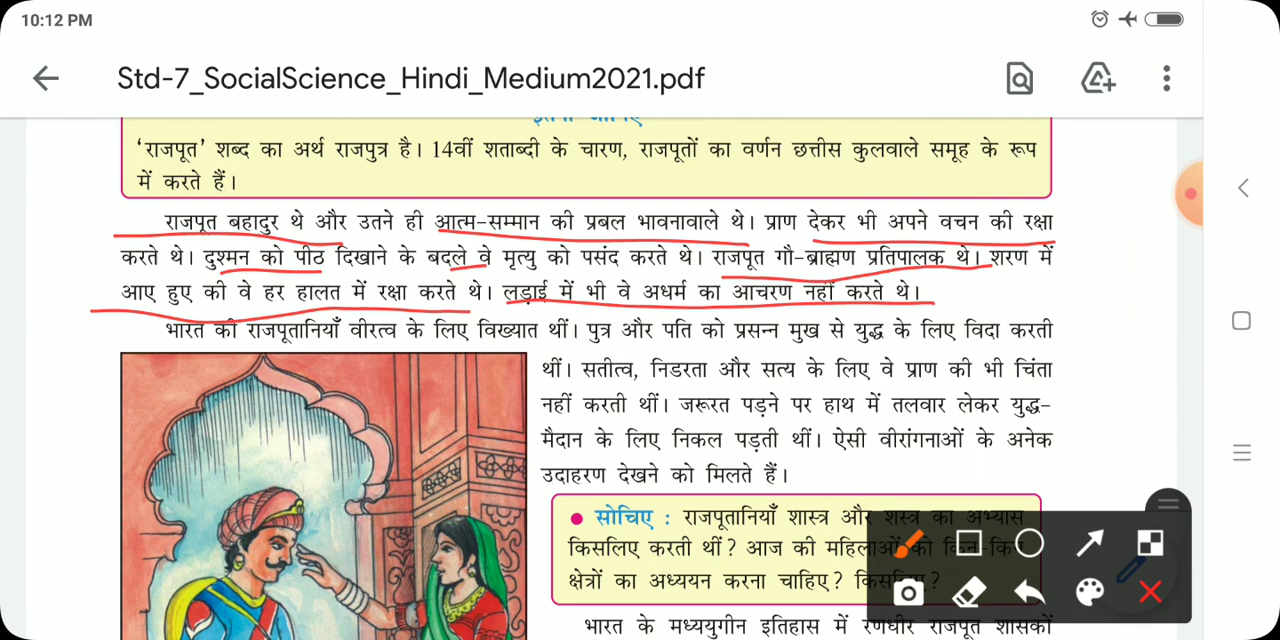 10:12 PM
Std-7_SocialScience_Hindi_Medium2021.pdf
'राजपूत' शब्द का अर्थ राजपुत्र है। 14वीं शताब्दी के चारण, राजपूतों का वर्णन छत्तीस कुलवाले समूह के रूप
में करते हैं।
राजपूत बहादुर थे और उतने ही आत्म-सम्मान की प्रबल भावनावाले थे। प्राण देकर भी अपने वचन की रक्षा
करते थे। दुश्मन को पीठ दिखाने के बदले वे मृत्यु को पसंद करते थे। राजपूत गौ-ब्राह्मण प्रतिपालक थे। शरण में
आए हुए की वे हर हालत में रक्षा करते थे। लड़ाई में भी वे अधर्म का आचरण नहीं करते थे।
भारत की राजपूतानियाँ वीरत्व के लिए विख्यात थीं। पुत्र और पति को प्रसन्न मुख से युद्ध के लिए विदा करती
थीं। सतीत्व, निडरता और सत्य के लिए वे प्राण की भी चिंता
नहीं करती थीं। जरूरत पड़ने पर हाथ में तलवार लेकर युद्ध-
मैदान के लिए निकल पड़ती थीं। ऐसी वीरांगनाओं के अनेक
उदाहरण देखने को मिलते हैं।
● सोचिए : राजपूतानियाँ शास्त्र और शस्त्र का अभ्यास
किसलिए करती थीं? आज की महिलाओं को किन-किन
क्षेत्रों का अध्ययन करना चाहिए? किसलिए?
भारत के मध्ययुगीन इतिहास में रणधीर राजपूत शासकों